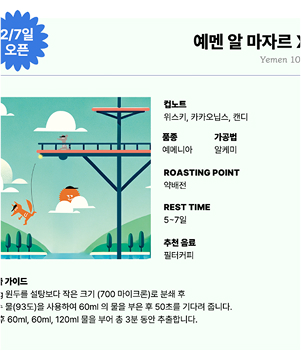 2/7일
오픈
예멘 알 마자르
Yemen 10
컵노트
위스키, 카카오닙스, 캔디
품종 가공법
예메니아 알케미
ROASTING POINT
약배전
REST TIME
5~7일
추천 음료
필터커피
가이드
g 원두를 설탕보다 작은 크기 (700 마이크론)로 분쇄 후
물(93도)을 사용하여 60ml 의 물을 부은 후 50초를 기다려 줍니다.
후 60ml, 60ml, 120ml 물을 부어 총 3분 동안 추출합니다.